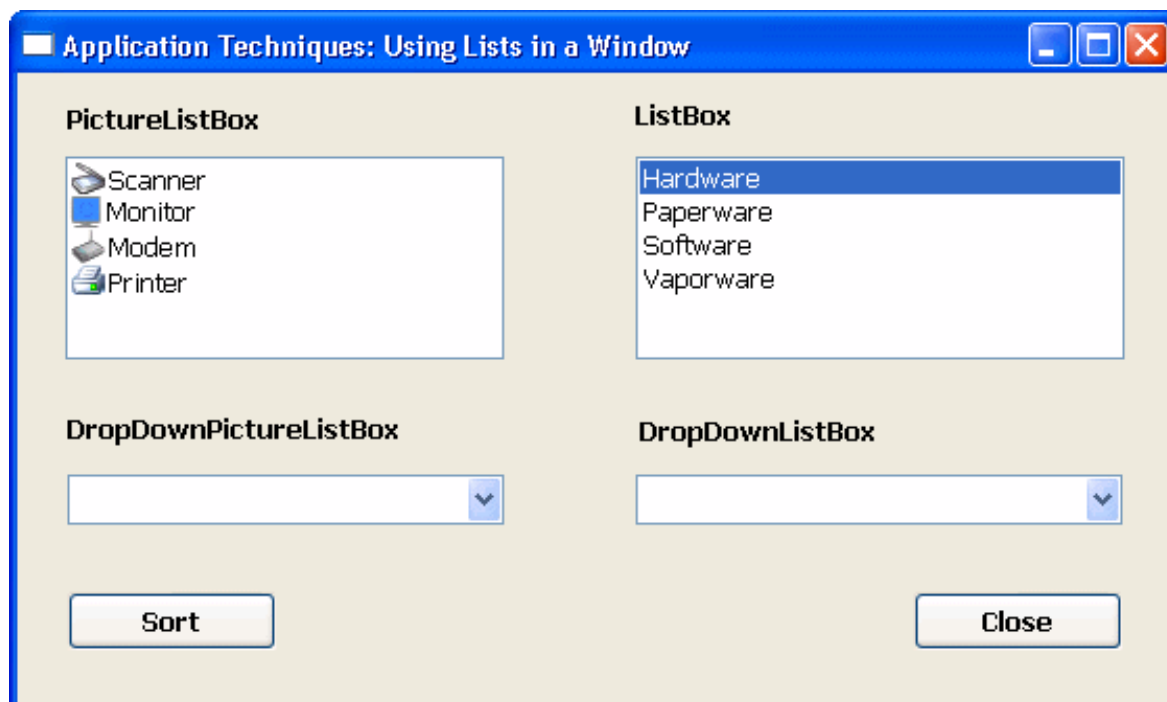 Application Techniques: Using Lists in a Window
PictureListBox
Scanner
Monitor
Modem
Printer
ListBox
Hardware
Paperware
Software
Vaporware
DropDownPictureListBox
DropDownListBox
Sort
Close